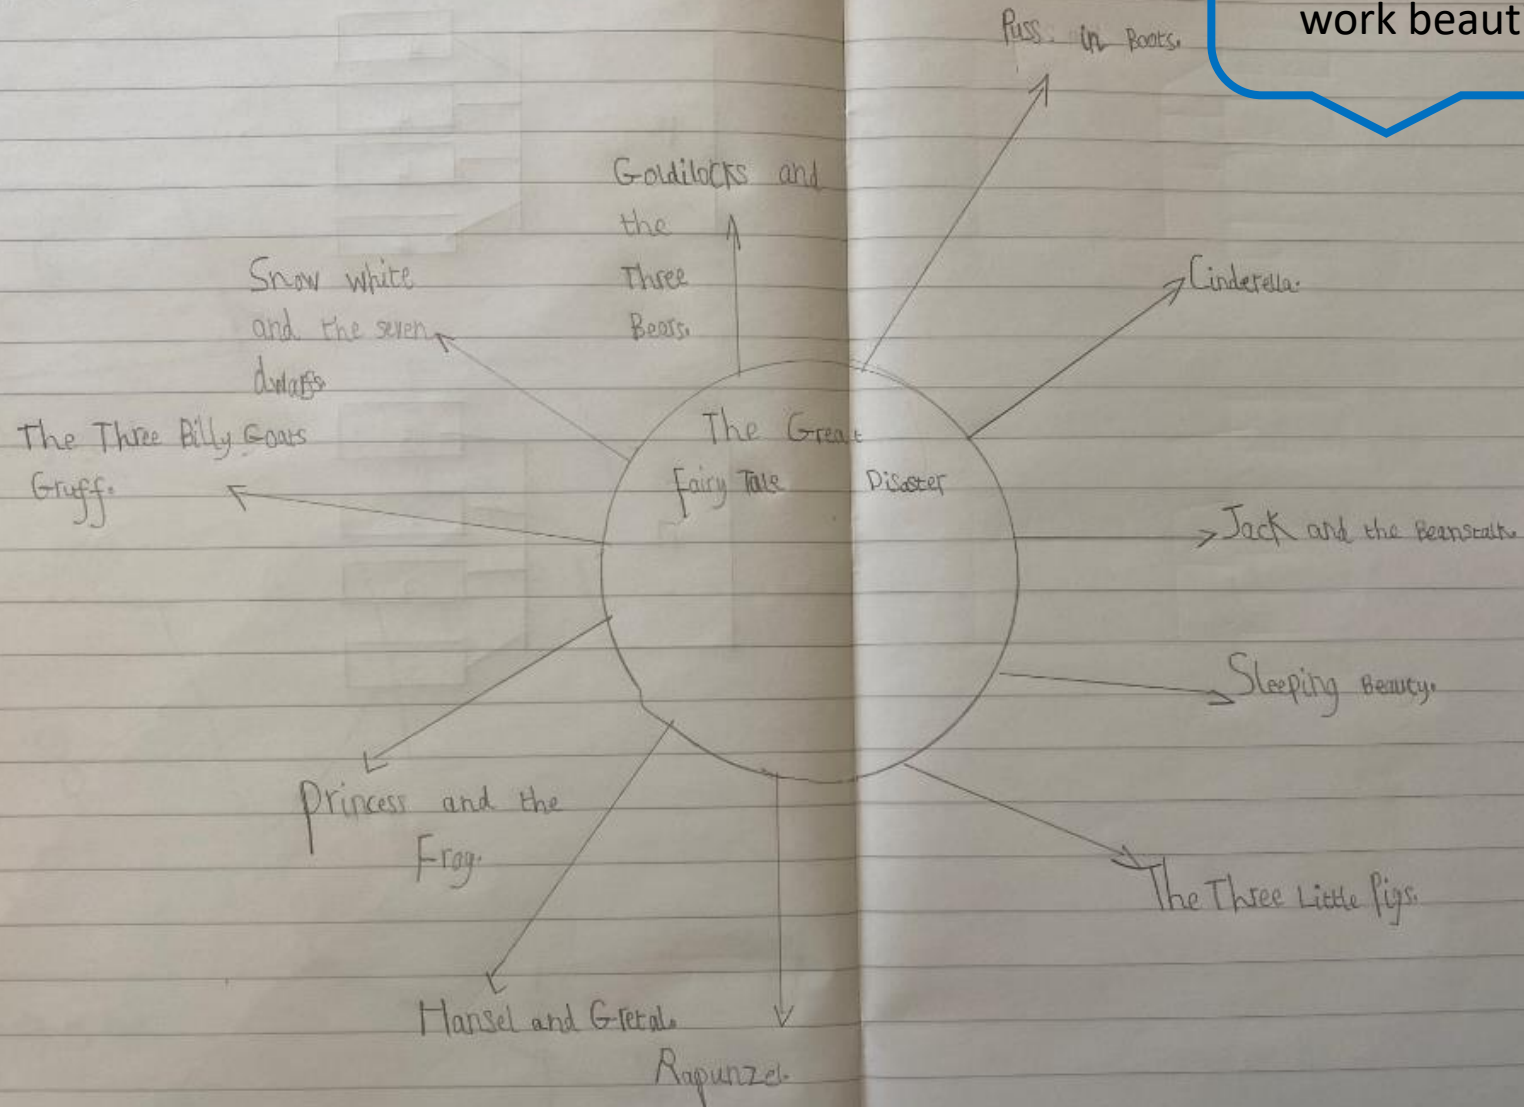 work beaut
Puss in Boots.
Goldilocks and
the
Three
Bears.
Snow white
and the seven
dwarfs
Cinderella.
The Three Billy Goats
Gruff.
The Great
Fairy Tale Disaster
Jack and the Beanstalk.
Sleeping Beauty.
Princess and the
Frog.
The Three Little Pigs.
Hansel and Gretal.
Rapunzel.